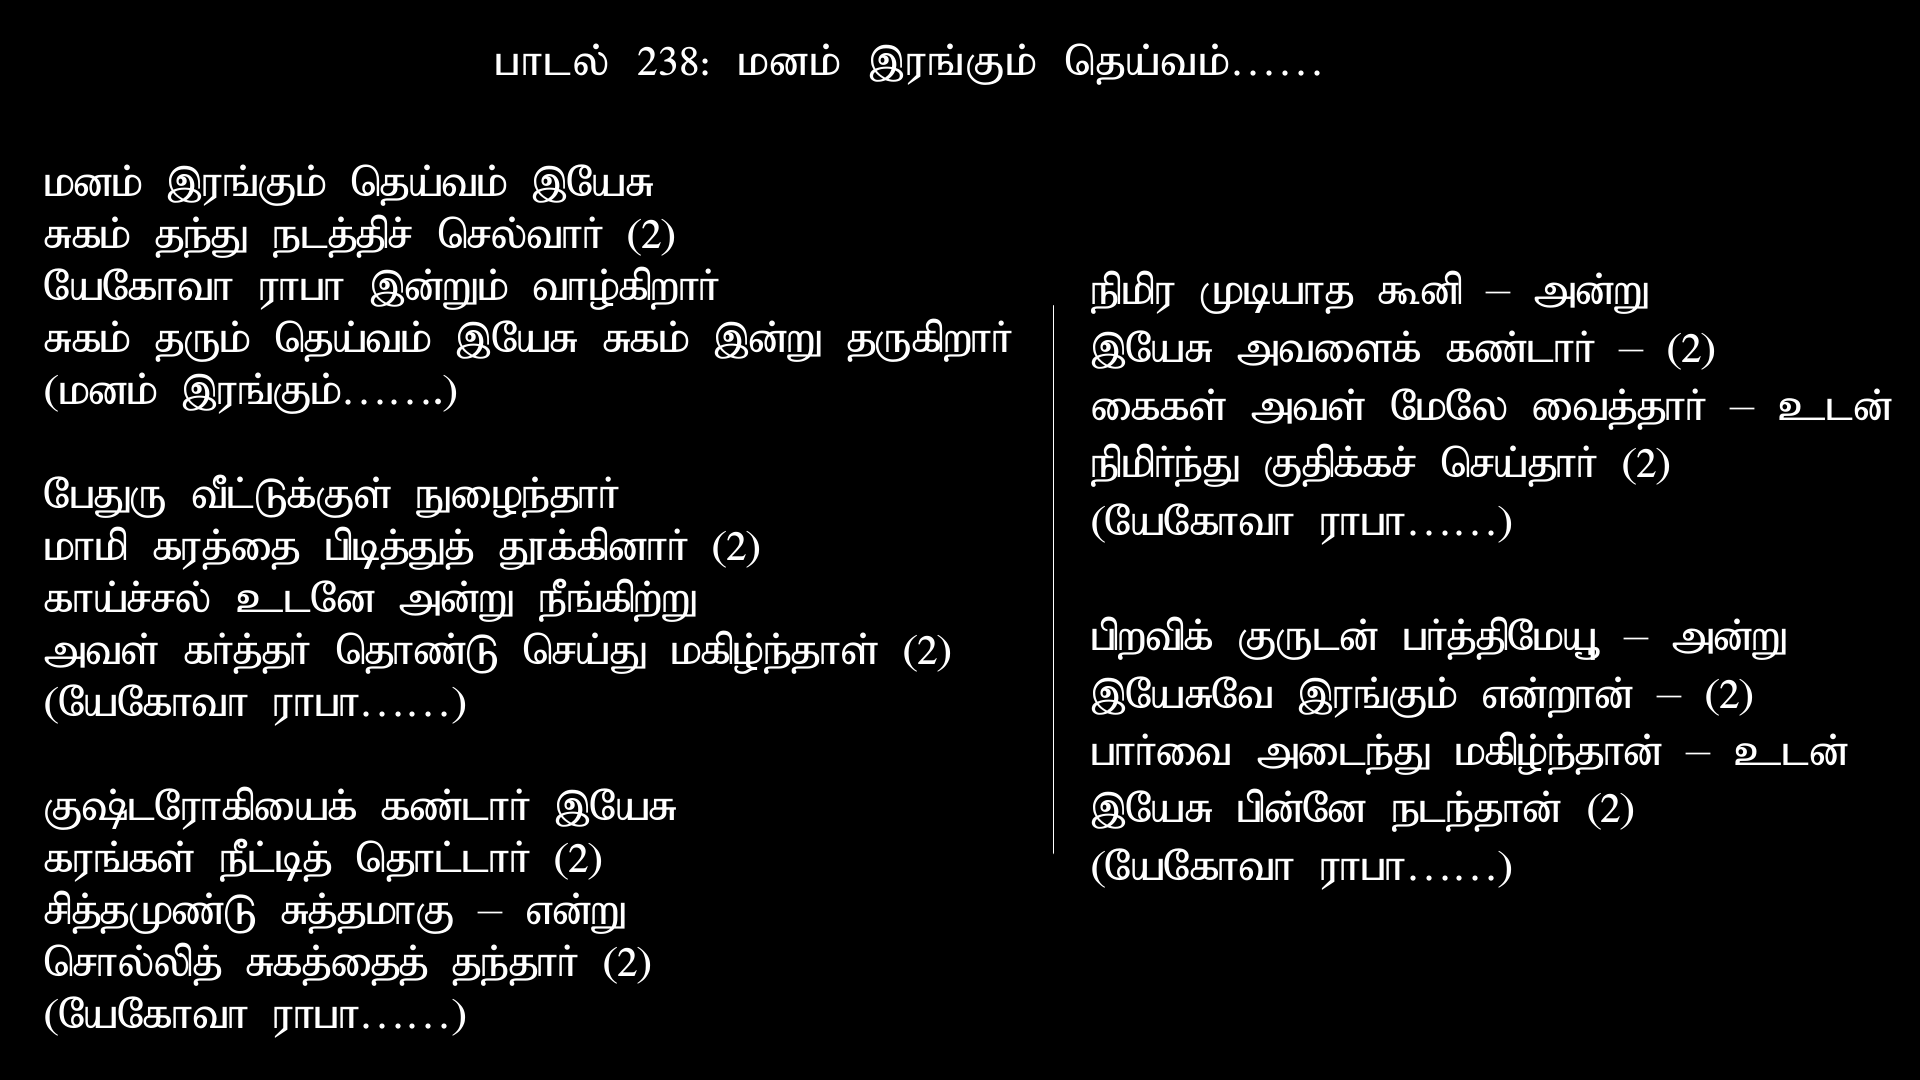 பாடல் 238: மனம் இரங்கும் தெய்வம்……
மனம் இரங்கும் தெய்வம் இயேசு
சுகம் தந்து நடத்திச் செல்வார் (2)
யேகோவா ராபா இன்றும் வாழ்கிறார்
சுகம் தரும் தெய்வம் இயேசு சுகம் இன்று தருகிறார்
(மனம் இரங்கும்…….)
பேதுரு வீட்டுக்குள் நுழைந்தார்
மாமி கரத்தை பிடித்துத் தூக்கினார் (2)
காய்ச்சல் உடனே அன்று நீங்கிற்று
அவள் கர்த்தர் தொண்டு செய்து மகிழ்ந்தாள் (2)
(யேகோவா ராபா……)
குஷ்டரோகியைக் கண்டார் இயேசு
கரங்கள் நீட்டித் தொட்டார் (2)
சித்தமுண்டு சுத்தமாகு – என்று
சொல்லித் சுகத்தைத் தந்தார் (2)
(யேகோவா ராபா……)
நிமிர முடியாத கூனி – அன்று
இயேசு அவளைக் கண்டார் – (2)
கைகள் அவள் மேலே வைத்தார் – உடன்
நிமிர்ந்து குதிக்கச் செய்தார் (2)
(யேகோவா ராபா……)
பிறவிக் குருடன் பர்த்திமேயூ – அன்று
இயேசுவே இரங்கும் என்றான் – (2)
பார்வை அடைந்து மகிழ்ந்தான் – உடன்
இயேசு பின்னே நடந்தான் (2)
(யேகோவா ராபா……)